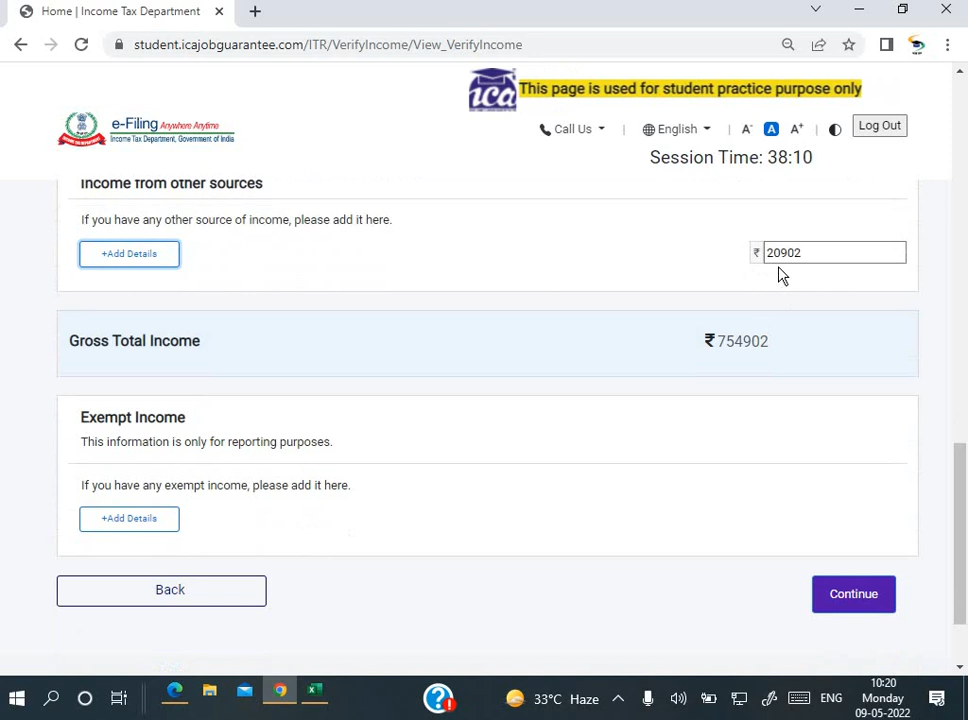 Home | Income Tax Department
student.icajobguarantee.com/ITR/VerifyIncome/View_VerifyIncome
ica This page is used for student practice purpose only
e-Filing Anywhere Anytime
Income Tax Department, Government of India
Call Us
English
A-
A
A+
Log Out
Session Time: 38:10
Income from other sources
If you have any other source of income, please add it here.
+Add Details
₹ 20902
Gross Total Income ₹754902
Exempt Income
This information is only for reporting purposes.
If you have any exempt income, please add it here.
+Add Details
Back
Continue
33°C Haze
ENG
10:20
Monday
09-05-2022